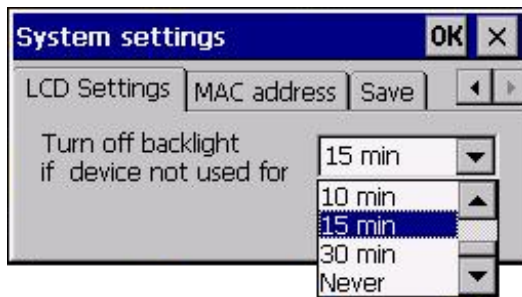 System settings OK ×
LCD Settings MAC address Save
Turn off backlight
if device not used for
15 min
10 min
15 min
30 min
Never